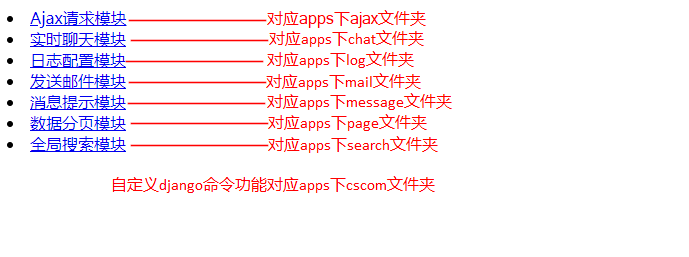 Ajax请求模块 对应apps下ajax文件夹
实时聊天模块 对应apps下chat文件夹
日志配置模块 对应apps下log文件夹
发送邮件模块 对应apps下mail文件夹
消息提示模块 对应apps下message文件夹
数据分页模块 对应apps下page文件夹
全局搜索模块 对应apps下search文件夹
自定义django命令功能对应apps下cscom文件夹